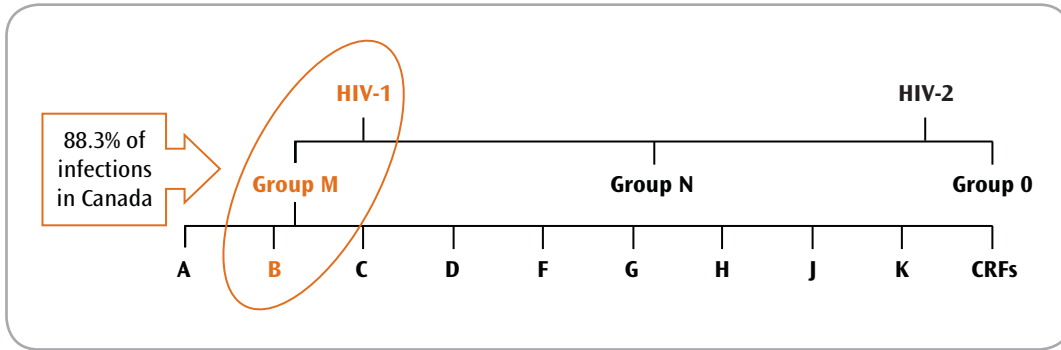 HIV-1
HIV-2
88.3% of
infections
in Canada
Group M
Group N
Group 0
A
B
C
D
F
G
H
J
K
CRFs